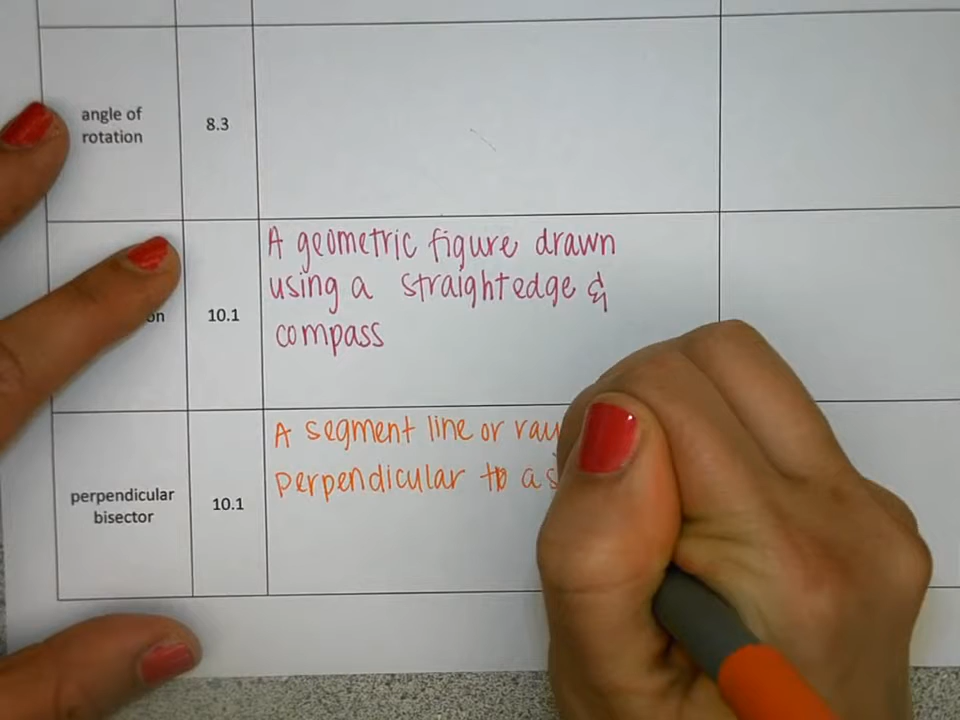 angle of
rotation
8.3
on
10.1
A geometric figure drawn
using a straightedge &
compass
perpendicular
bisector
10.1
A segment line or ray
perpendicular to a s